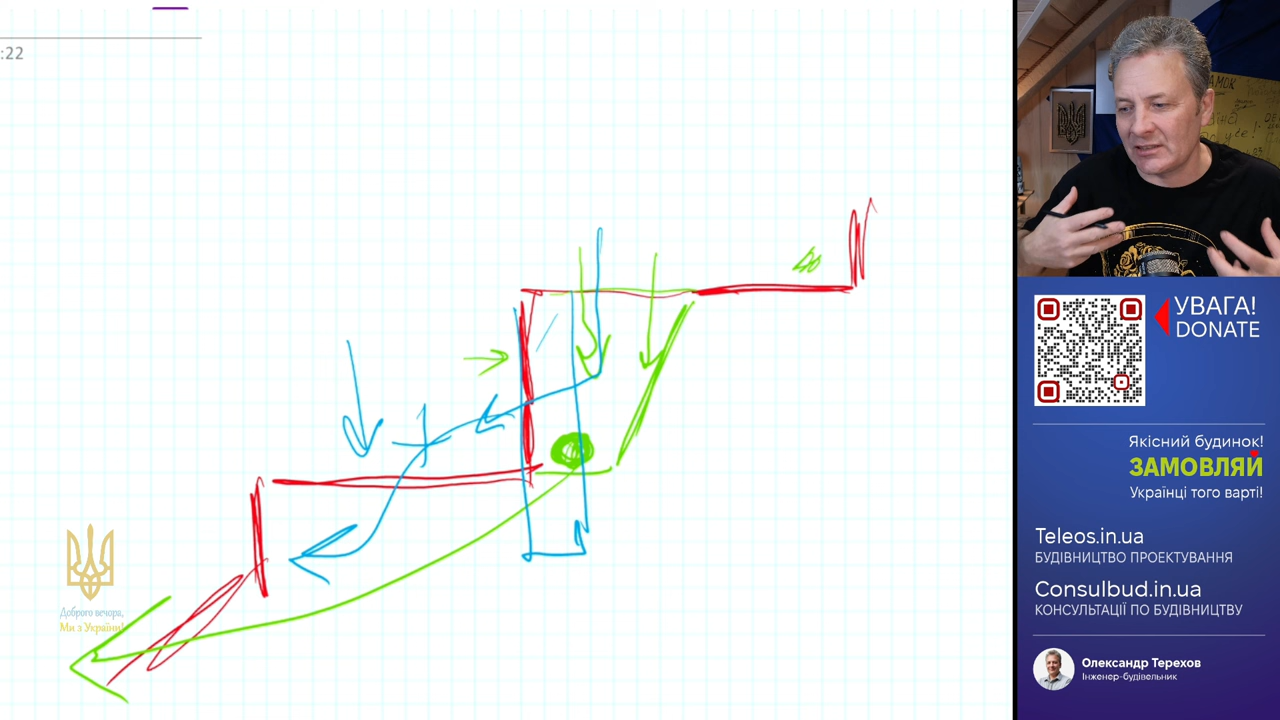 :22
УВАГА!
DONATE
Якісний будинок!
ЗАМОВЛЯЙ
Українці того варті!
Teleos.in.ua
БУДІВНИЦТВО ПРОЕКТУВАННЯ
Consulbud.in.ua
КОНСУЛЬТАЦІЇ ПО БУДІВНИЦТВУ
Олександр Терехов
Інженер-будівельник
Доброго вечора,
Ми з України!